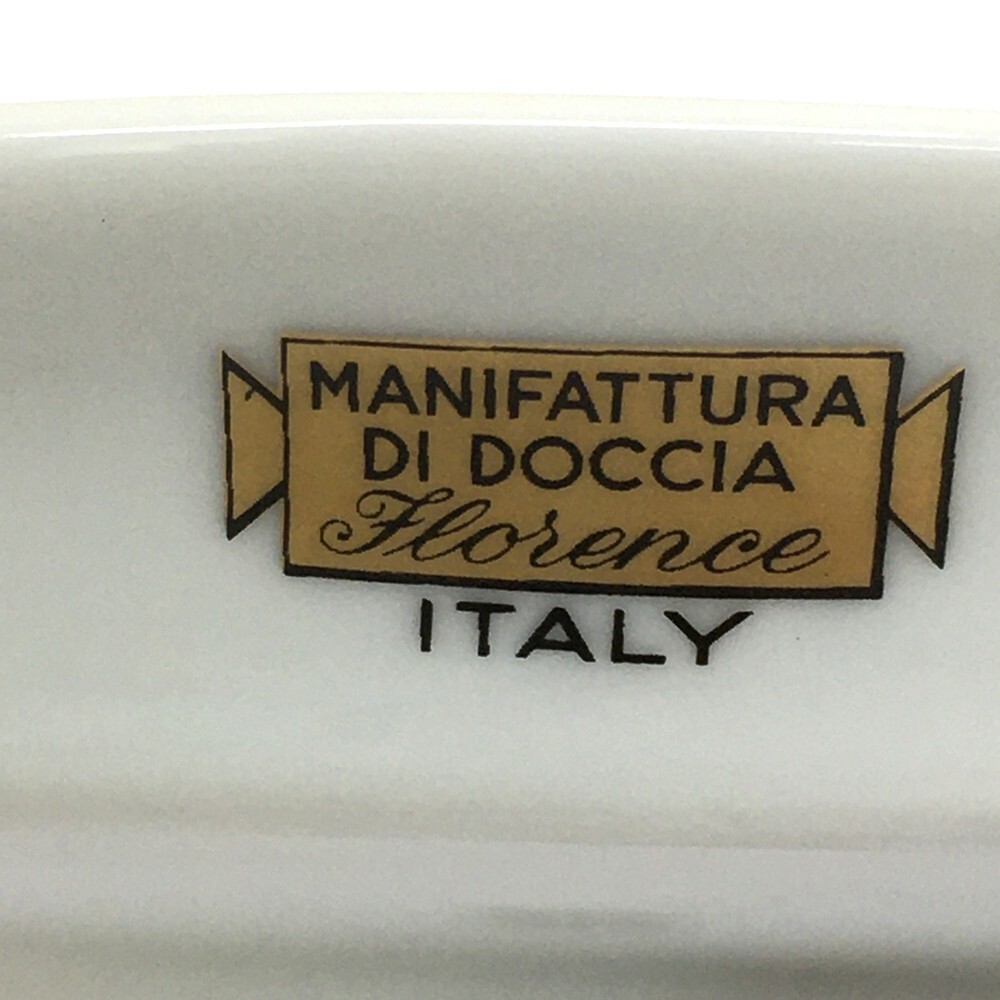 MANIFATTURA
DI DOCCIA
Florence
ITALY